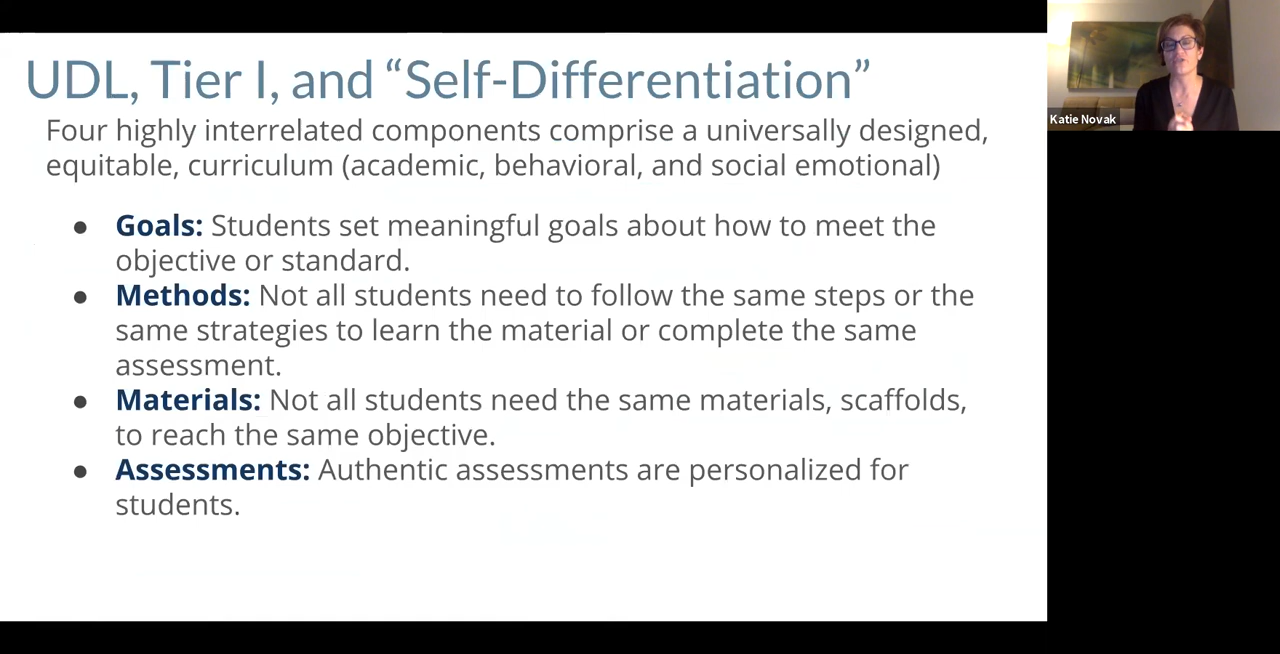 UDL, Tier I, and “Self-Differentiation”
Four highly interrelated components comprise a universally designed,
equitable, curriculum (academic, behavioral, and social emotional)
● Goals: Students set meaningful goals about how to meet the
objective or standard.
● Methods: Not all students need to follow the same steps or the
same strategies to learn the material or complete the same
assessment.
● Materials: Not all students need the same materials, scaffolds,
to reach the same objective.
● Assessments: Authentic assessments are personalized for
students.
Katie Novak